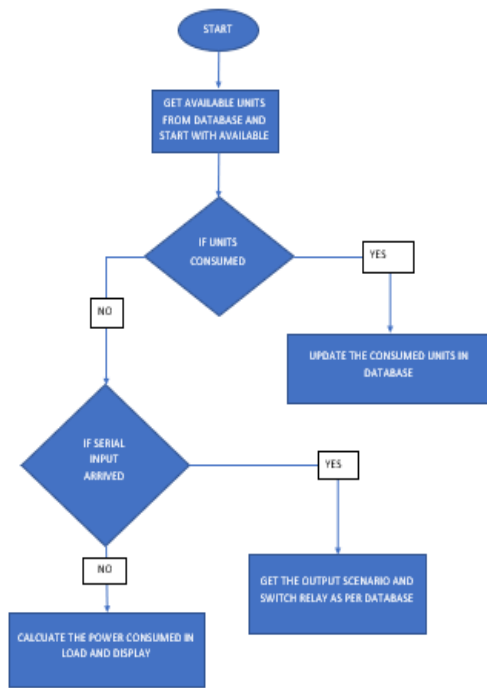 START
GET AVAILABLE UNITS
FROM DATABASE AND
START WITH AVAILABLE
IF UNITS
CONSUMED
YES
NO
UPDATE THE CONSUMED UNITS IN
DATABASE
IF SERIAL
INPUT
ARRIVED
YES
NO
GET THE OUTPUT SCENARIO AND
SWITCH RELAY AS PER DATABASE
CALCUATE THE POWER CONSUMED IN
LOAD AND DISPLAY